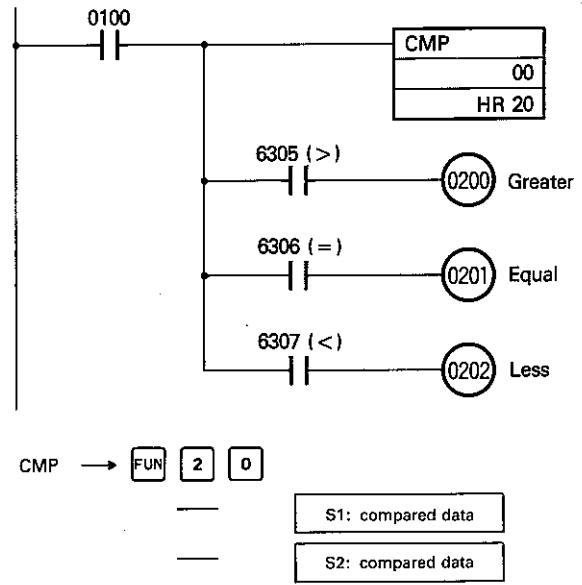 0100
CMP
00
HR 20
6305 (>)
0200 Greater
6306 (=)
0201 Equal
6307 (<)
0202 Less
CMP → FUN 2 0
S1: compared data
S2: compared data